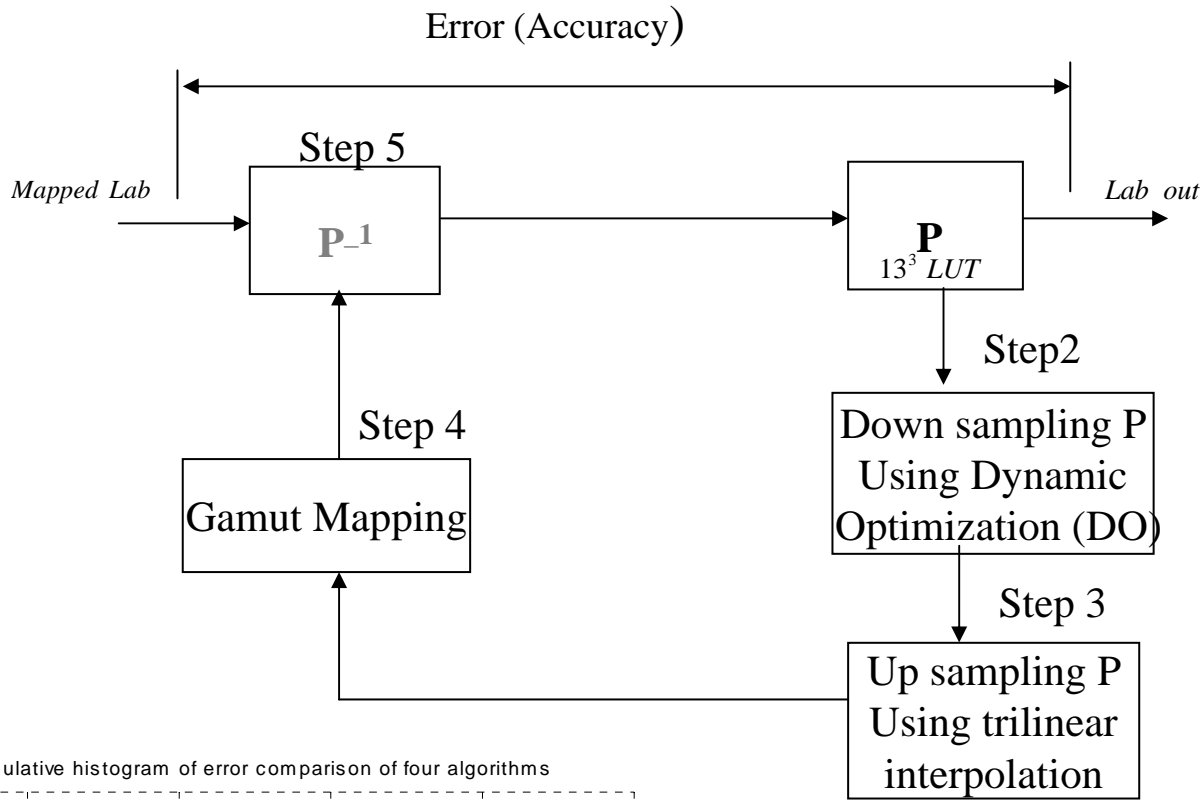 Error (Accuracy)
Step 5
Mapped Lab
P–1
P
13³ LUT
Lab out
Step2
Down sampling P
Using Dynamic
Optimization (DO)
Step 4
Gamut Mapping
Step 3
Up sampling P
Using trilinear
interpolation
ulative histogram of error comparison of four algorithms